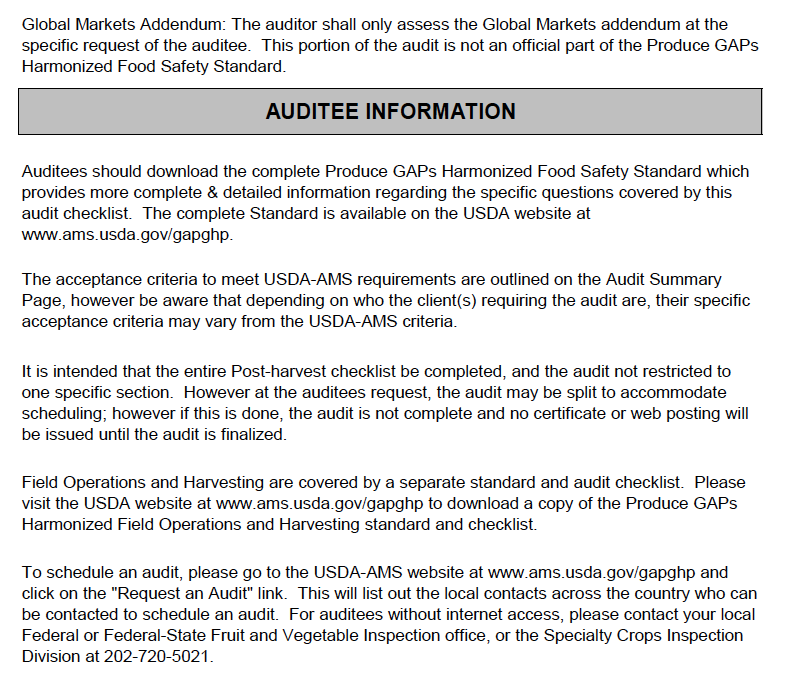 Global Markets Addendum: The auditor shall only assess the Global Markets addendum at the
specific request of the auditee.  This portion of the audit is not an official part of the Produce GAPs
Harmonized Food Safety Standard.
AUDITEE INFORMATION
Auditees should download the complete Produce GAPs Harmonized Food Safety Standard which
provides more complete & detailed information regarding the specific questions covered by this
audit checklist.  The complete Standard is available on the USDA website at
www.ams.usda.gov/gapghp.
The acceptance criteria to meet USDA-AMS requirements are outlined on the Audit Summary
Page, however be aware that depending on who the client(s) requiring the audit are, their specific
acceptance criteria may vary from the USDA-AMS criteria.
It is intended that the entire Post-harvest checklist be completed, and the audit not restricted to
one specific section.  However at the auditees request, the audit may be split to accommodate
scheduling; however if this is done, the audit is not complete and no certificate or web posting will
be issued until the audit is finalized.
Field Operations and Harvesting are covered by a separate standard and audit checklist.  Please
visit the USDA website at www.ams.usda.gov/gapghp to download a copy of the Produce GAPs
Harmonized Field Operations and Harvesting standard and checklist.
To schedule an audit, please go to the USDA-AMS website at www.ams.usda.gov/gapghp and
click on the "Request an Audit" link.  This will list out the local contacts across the country who can
be contacted to schedule an audit.  For auditees without internet access, please contact your local
Federal or Federal-State Fruit and Vegetable Inspection office, or the Specialty Crops Inspection
Division at 202-720-5021.